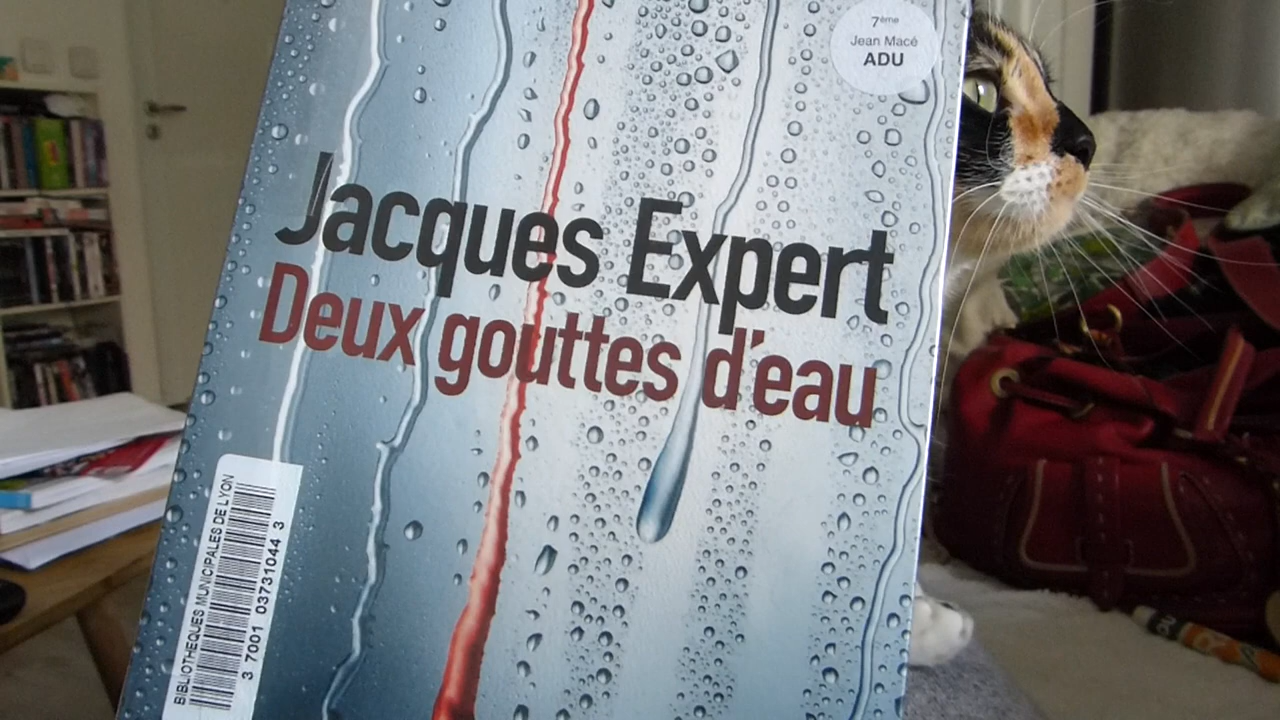 7ème
Jean Macé
ADU
Jacques Expert
Deux gouttes d'eau
BIBLIOTHEQUES MUNICIPALES DE LYON
3 7001 03731044 3